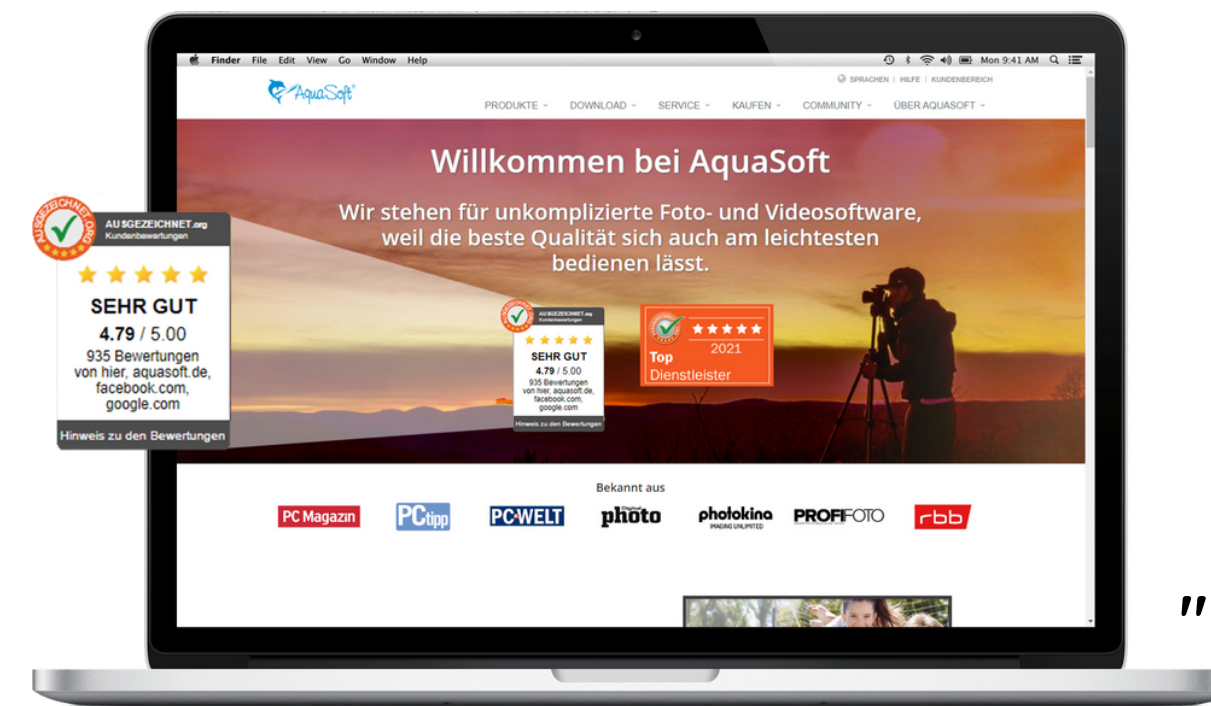 Finder File Edit View Go Window Help Mon 9:41 AM
SPRACHEN | HILFE | KUNDENBEREICH
AquaSoft®
PRODUKTE DOWNLOAD SERVICE KAUFEN COMMUNITY ÜBER AQUASOFT
Willkommen bei AquaSoft
Wir stehen für unkomplizierte Foto- und Videosoftware,
weil die beste Qualität sich auch am leichtesten
bedienen lässt.
AUSGEZEICHNET.ORG
AUSGEZEICHNET.org
Kundenbewertungen
SEHR GUT
4.79 / 5.00
935 Bewertungen
von hier, aquasoft.de,
facebook.com,
google.com
Hinweis zu den Bewertungen
AUSGEZEICHNET.org
Kundenbewertungen
SEHR GUT
4.79 / 5.00
935 Bewertungen
von hier, aquasoft.de,
facebook.com,
google.com
Hinweis zu den Bewertungen
2021
Top
Dienstleister
Bekannt aus
PC Magazin PCtipp PC-WELT Digital photo photokina IMAGING UNLIMITED PROFIFOTO rbb
"